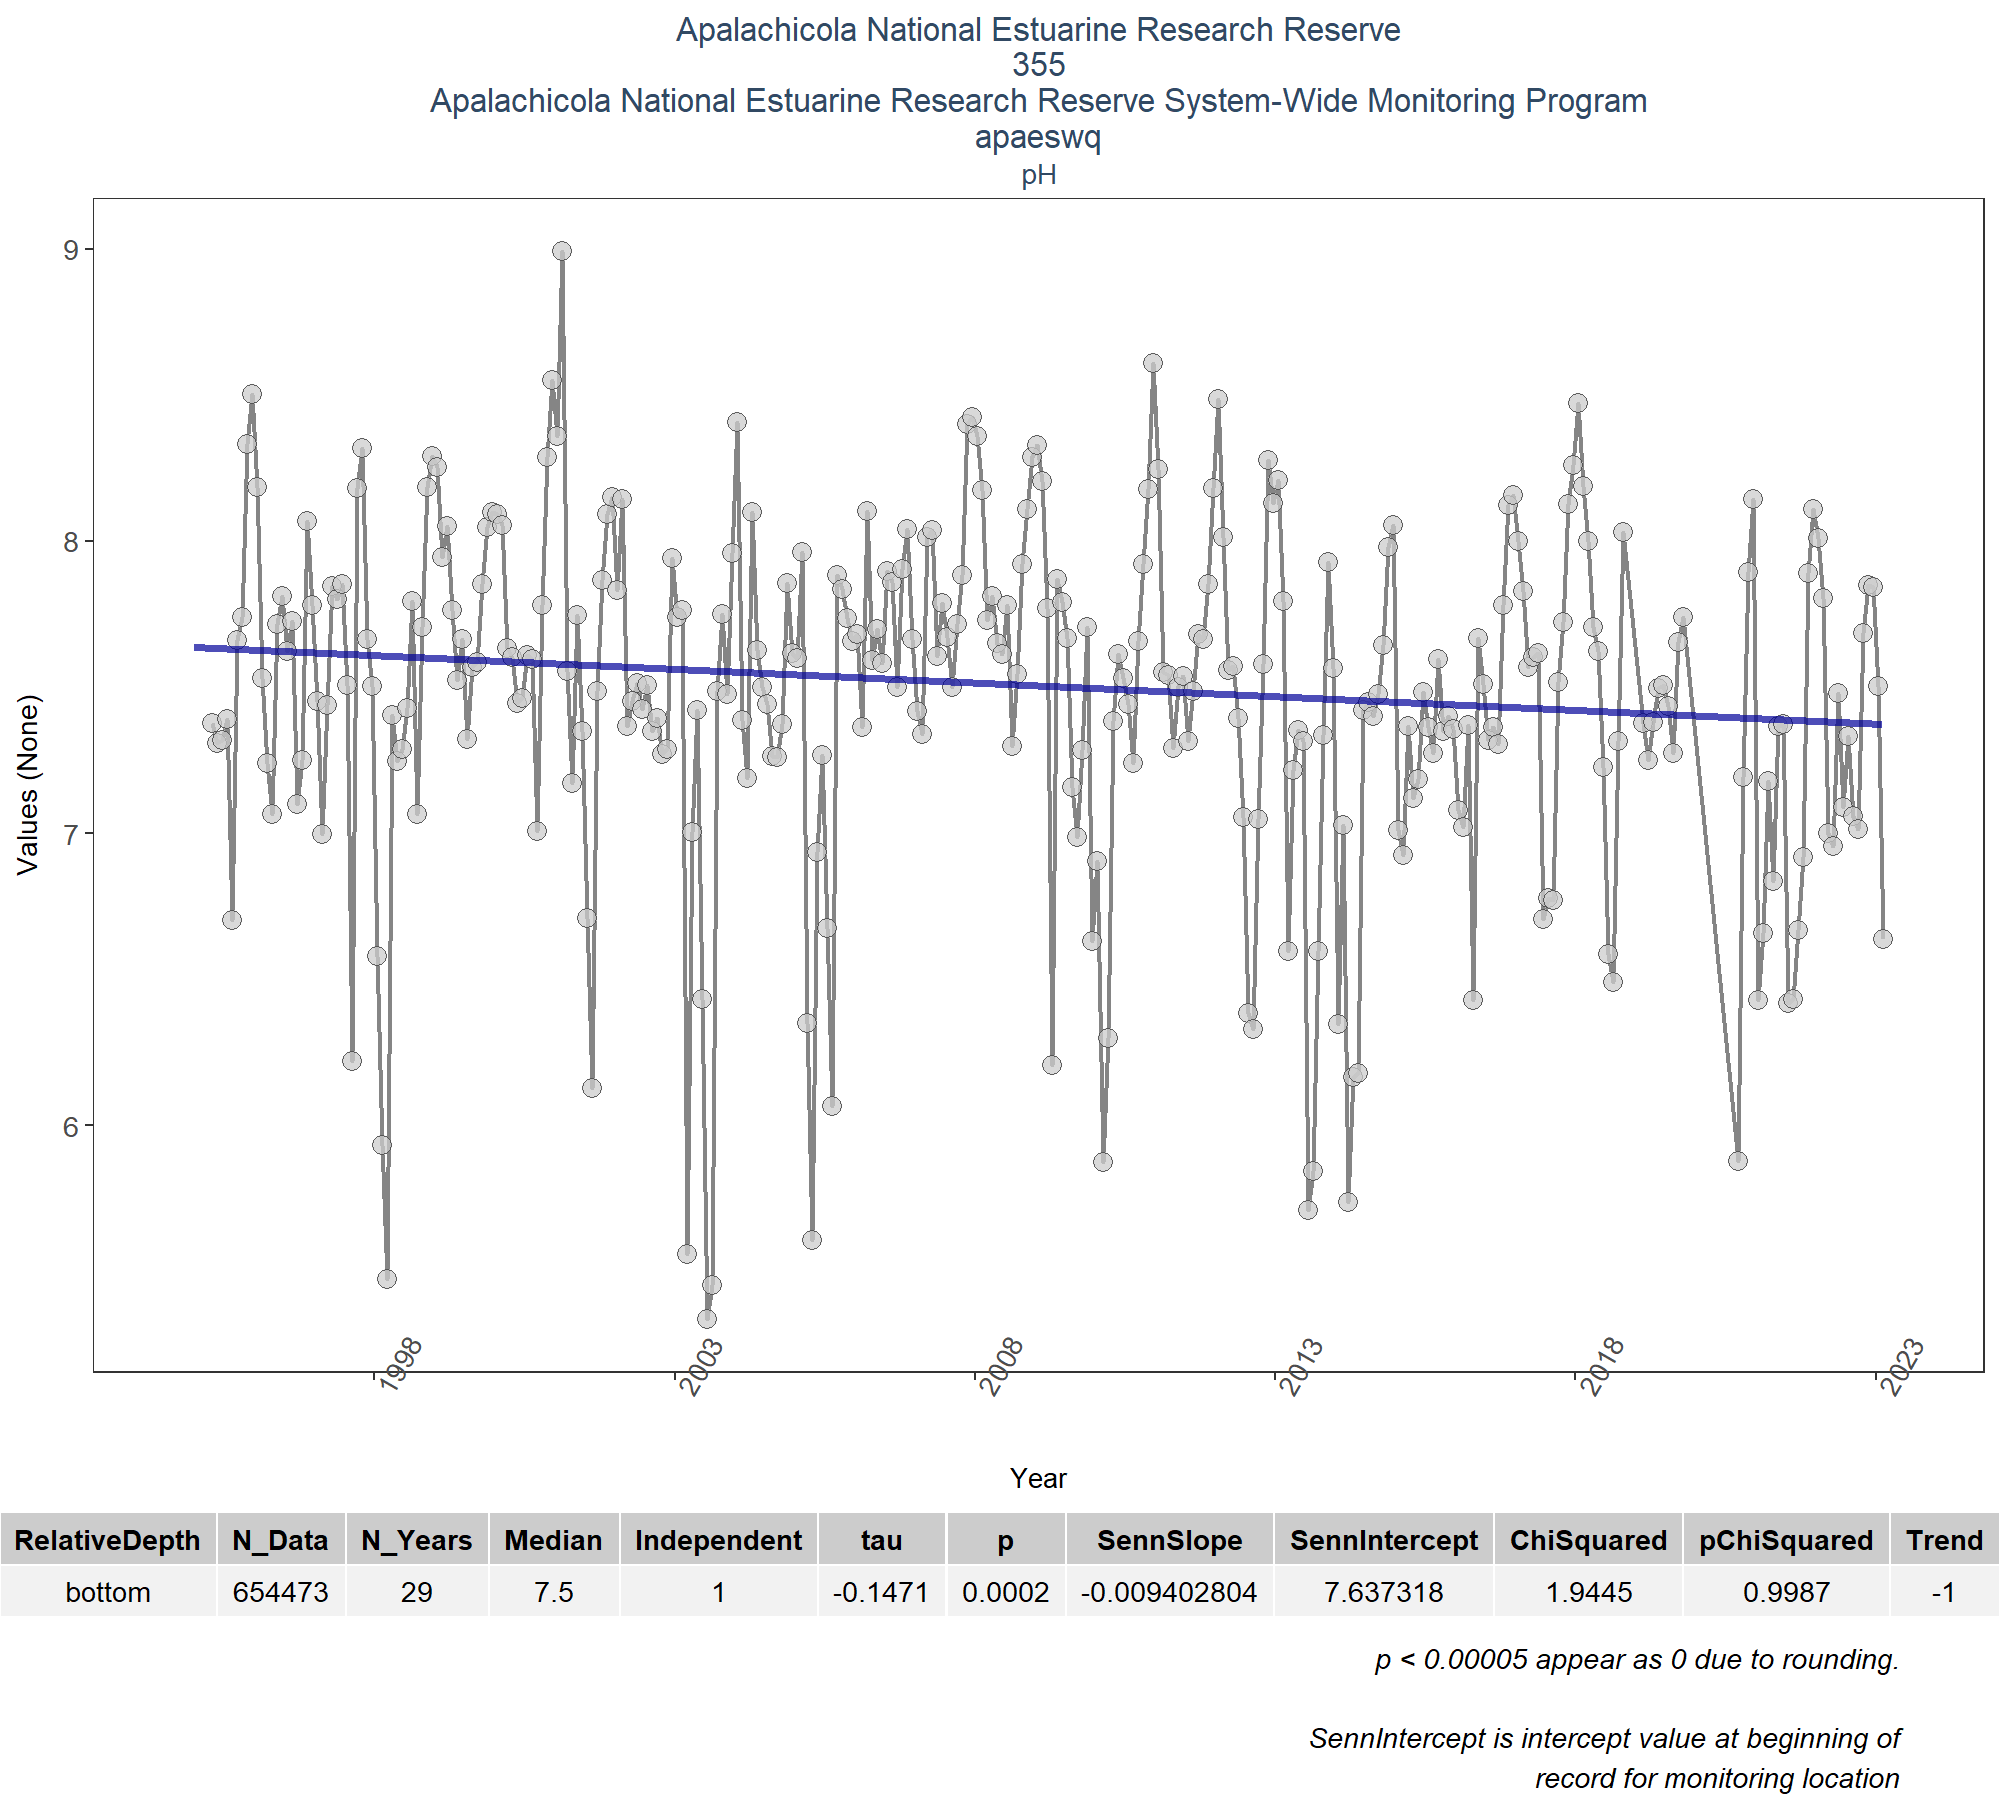 Apalachicola National Estuarine Research Reserve
355
Apalachicola National Estuarine Research Reserve System-Wide Monitoring Program
apaeswq
pH
Values (None)
9
8
7
6
1998
2003
2008
2013
2018
2023
Year
RelativeDepth N_Data N_Years Median Independent tau p SennSlope SennIntercept ChiSquared pChiSquared Trend
bottom 654473 29 7.5 1 -0.1471 0.0002 -0.009402804 7.637318 1.9445 0.9987 -1
p < 0.00005 appear as 0 due to rounding.
SennIntercept is intercept value at beginning of
record for monitoring location